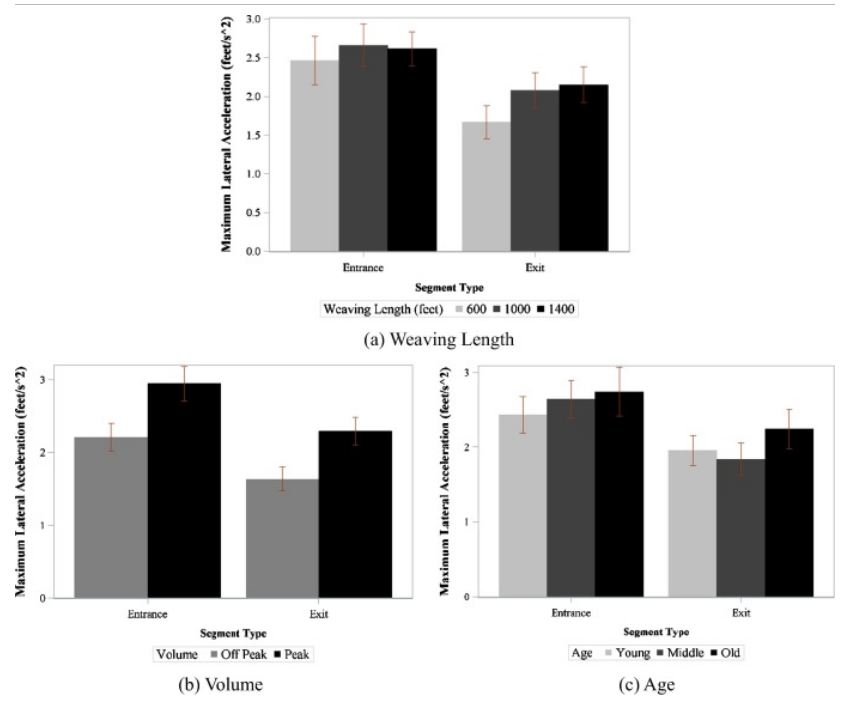 Maximum Lateral Acceleration (feet/s^2)
3.0
2.5
2.0
1.5
1.0
0.5
0.0
Entrance Exit
Segment Type
Weaving Length (feet) 600 1000 1400
(a) Weaving Length
Maximum Lateral Acceleration (feet/s^2)
3
2
1
0
Entrance Exit
Segment Type
Volume Off Peak Peak
(b) Volume
Maximum Lateral Acceleration (feet/s^2)
3
2
1
0
Entrance Exit
Segment Type
Age Young Middle Old
(c) Age